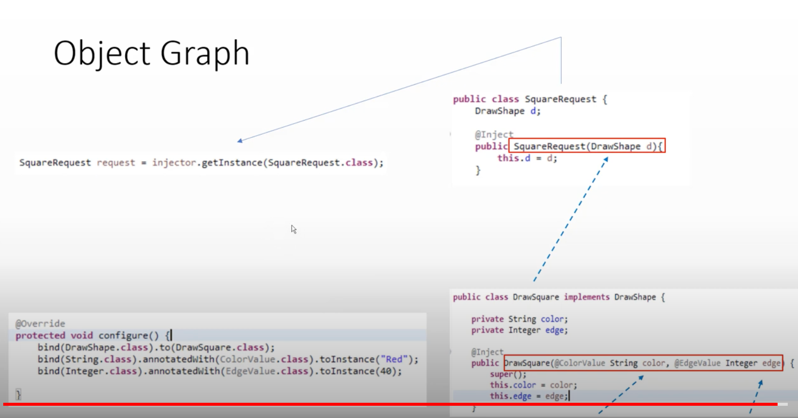 Object Graph
SquareRequest request = injector.getInstance(SquareRequest.class);
public class SquareRequest {
DrawShape d;
@Inject
public SquareRequest(DrawShape d){
this.d = d;
}
@Override
protected void configure() {
bind(DrawShape.class).to(DrawSquare.class);
bind(String.class).annotatedWith(ColorValue.class).toInstance("Red");
bind(Integer.class).annotatedWith(EdgeValue.class).toInstance(40);
}
public class DrawSquare implements DrawShape {
private String color;
private Integer edge;
@Inject
public DrawSquare(@ColorValue String color, @EdgeValue Integer edge) {
super();
this.color = color;
this.edge = edge;
}